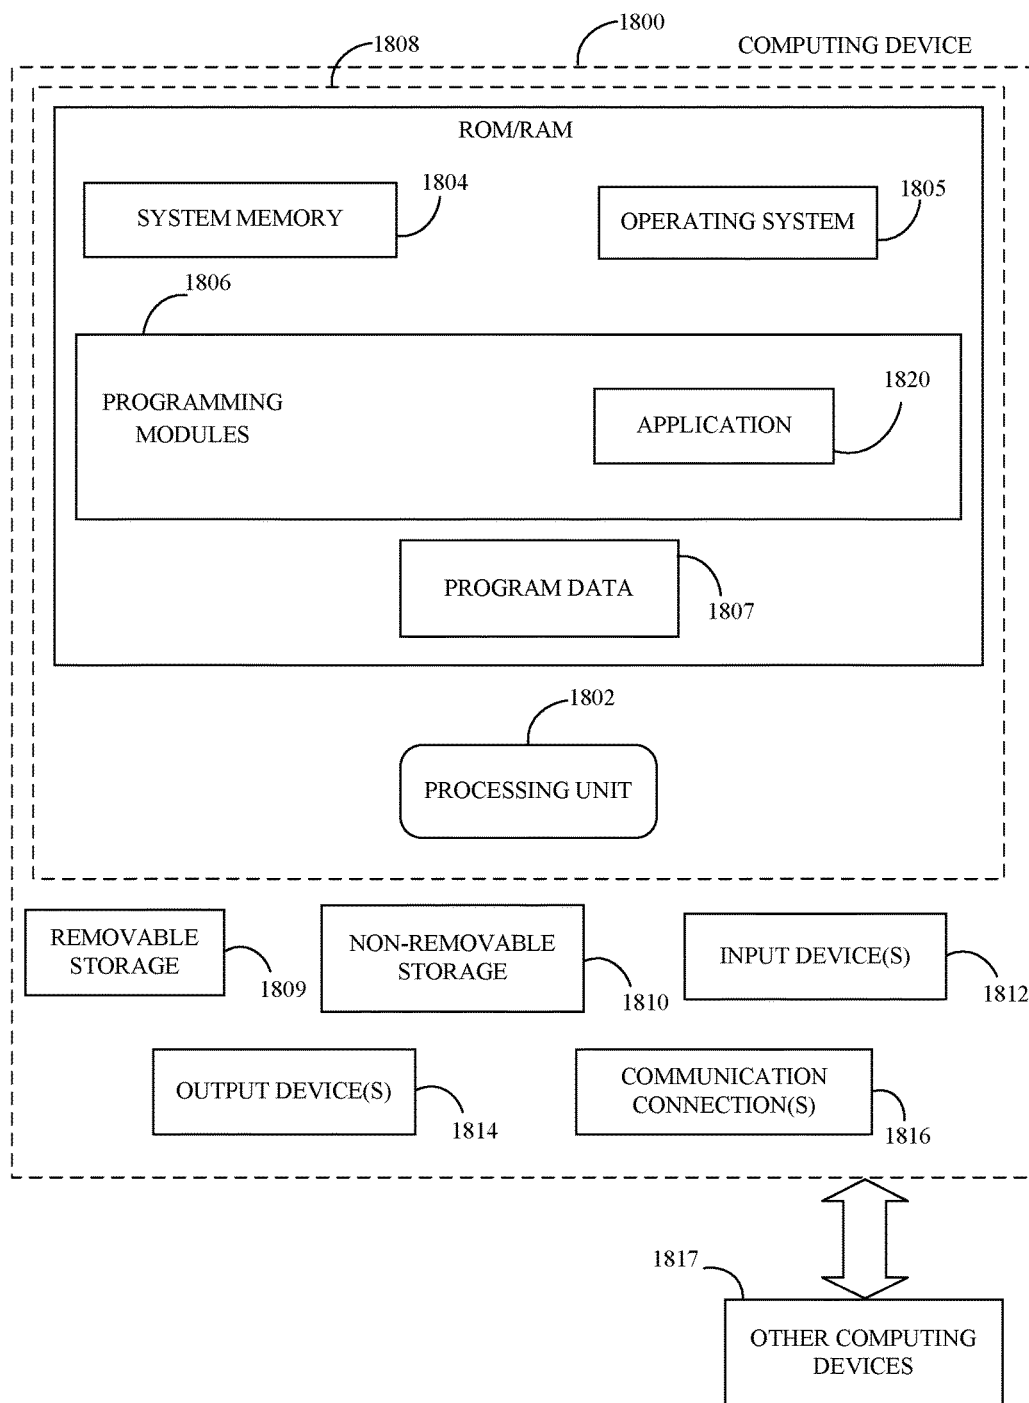 1800
1808
COMPUTING DEVICE
ROM/RAM
1804
SYSTEM MEMORY
1805
OPERATING SYSTEM
1806
PROGRAMMING
MODULES
1820
APPLICATION
PROGRAM DATA
1807
1802
PROCESSING UNIT
REMOVABLE
STORAGE
1809
NON-REMOVABLE
STORAGE
1810
INPUT DEVICE(S)
1812
OUTPUT DEVICE(S)
1814
COMMUNICATION
CONNECTION(S)
1816
1817
OTHER COMPUTING
DEVICES